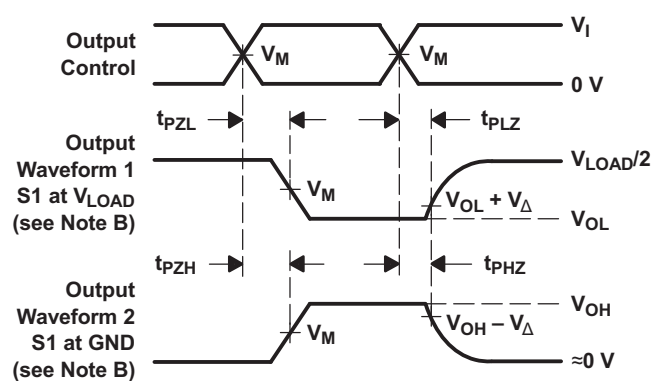 Output
Control
V_M
V_M
V_I
0 V
t_PZL
t_PLZ
Output
Waveform 1
S1 at V_LOAD
(see Note B)
V_M
V_LOAD/2
V_OL + V_Δ
V_OL
t_PZH
t_PHZ
Output
Waveform 2
S1 at GND
(see Note B)
V_M
V_OH
V_OH − V_Δ
≈0 V